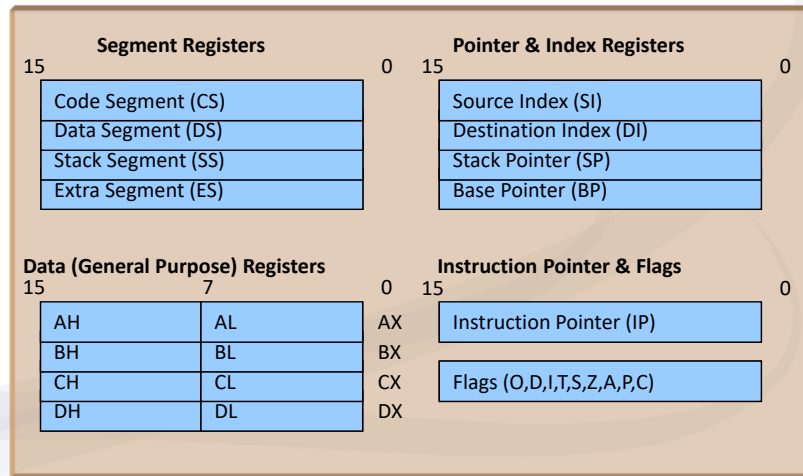 Segment Registers
15 0
Code Segment (CS)
Data Segment (DS)
Stack Segment (SS)
Extra Segment (ES)
Pointer & Index Registers
15 0
Source Index (SI)
Destination Index (DI)
Stack Pointer (SP)
Base Pointer (BP)
Data (General Purpose) Registers
15 7 0
AH AL AX
BH BL BX
CH CL CX
DH DL DX
Instruction Pointer & Flags
15 0
Instruction Pointer (IP)
Flags (O,D,I,T,S,Z,A,P,C)